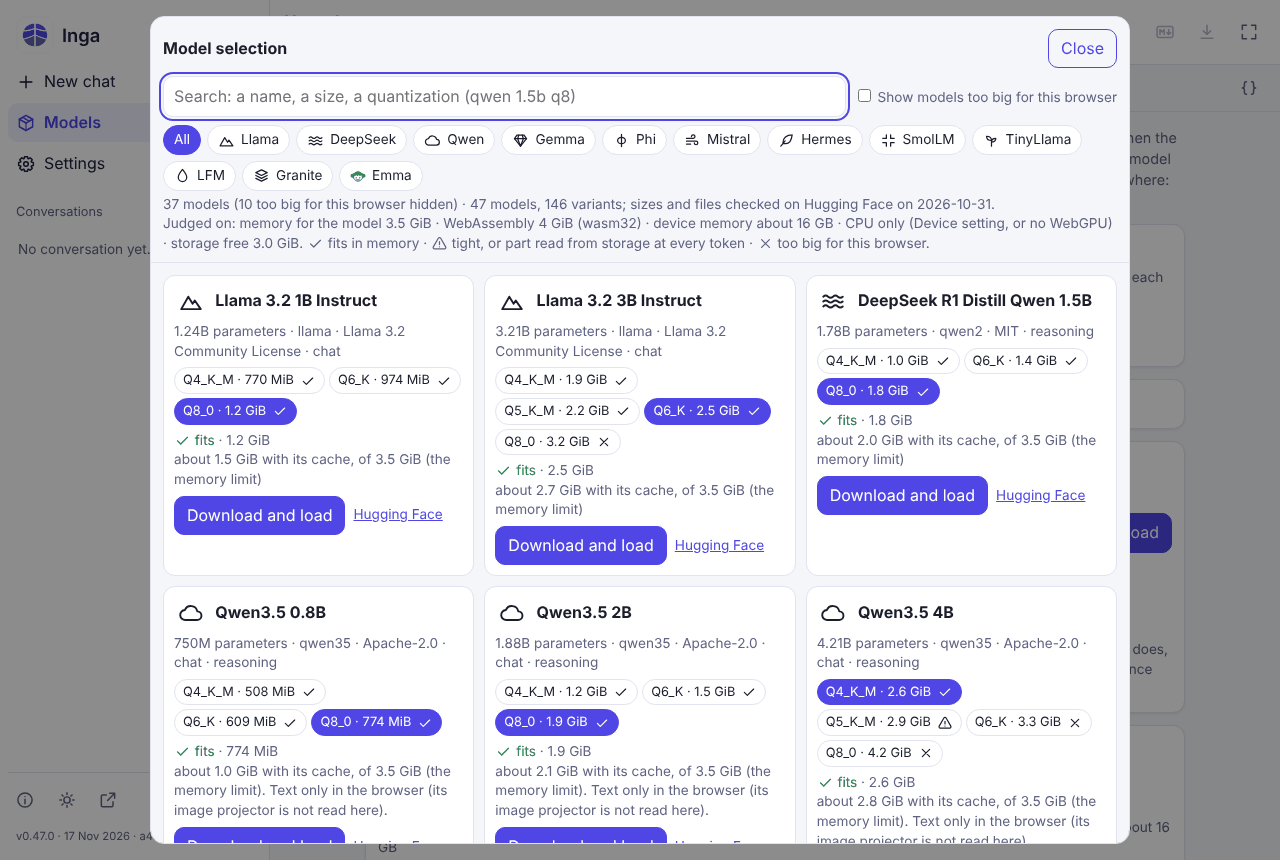 Inga
New chat
Models
Settings
Conversations
No conversation yet.
v0.47.0 · 17 Nov 2026 · a4
Model selection
Close
Search: a name, a size, a quantization (qwen 1.5b q8)
Show models too big for this browser
All
Llama
DeepSeek
Qwen
Gemma
Phi
Mistral
Hermes
SmolLM
TinyLlama
LFM
Granite
Emma
37 models (10 too big for this browser hidden) · 47 models, 146 variants; sizes and files checked on Hugging Face on 2026-10-31.
Judged on: memory for the model 3.5 GiB · WebAssembly 4 GiB (wasm32) · device memory about 16 GB · CPU only (Device setting, or no WebGPU)
· storage free 3.0 GiB. ✓ fits in memory · ⚠ tight, or part read from storage at every token · ✕ too big for this browser.
Llama 3.2 1B Instruct
1.24B parameters · llama · Llama 3.2
Community License · chat
Q4_K_M · 770 MiB ✓
Q6_K · 974 MiB ✓
Q8_0 · 1.2 GiB ✓
✓ fits · 1.2 GiB
about 1.5 GiB with its cache, of 3.5 GiB (the
memory limit)
Download and load
Hugging Face
Llama 3.2 3B Instruct
3.21B parameters · llama · Llama 3.2
Community License · chat
Q4_K_M · 1.9 GiB ✓
Q5_K_M · 2.2 GiB ✓
Q6_K · 2.5 GiB ✓
Q8_0 · 3.2 GiB ✕
✓ fits · 2.5 GiB
about 2.7 GiB with its cache, of 3.5 GiB (the
memory limit)
Download and load
Hugging Face
DeepSeek R1 Distill Qwen 1.5B
1.78B parameters · qwen2 · MIT · reasoning
Q4_K_M · 1.0 GiB ✓
Q6_K · 1.4 GiB ✓
Q8_0 · 1.8 GiB ✓
✓ fits · 1.8 GiB
about 2.0 GiB with its cache, of 3.5 GiB (the
memory limit)
Download and load
Hugging Face
Qwen3.5 0.8B
750M parameters · qwen35 · Apache-2.0 ·
chat · reasoning
Q4_K_M · 508 MiB ✓
Q6_K · 609 MiB ✓
Q8_0 · 774 MiB ✓
✓ fits · 774 MiB
about 1.0 GiB with its cache, of 3.5 GiB (the
memory limit). Text only in the browser (its
image projector is not read here).
Qwen3.5 2B
1.88B parameters · qwen35 · Apache-2.0 ·
chat · reasoning
Q4_K_M · 1.2 GiB ✓
Q6_K · 1.5 GiB ✓
Q8_0 · 1.9 GiB ✓
✓ fits · 1.9 GiB
about 2.1 GiB with its cache, of 3.5 GiB (the
memory limit). Text only in the browser (its
image projector is not read here).
Qwen3.5 4B
4.21B parameters · qwen35 · Apache-2.0 ·
chat · reasoning
Q4_K_M · 2.6 GiB ✓
Q5_K_M · 2.9 GiB ⚠
Q6_K · 3.3 GiB ✕
Q8_0 · 4.2 GiB ✕
✓ fits · 2.6 GiB
about 2.8 GiB with its cache, of 3.5 GiB (the
memory limit). Text only in the browser (its
image projector is not read here).
{}
hen the
model
where:
each
oad
does,
nce
out 16
GB